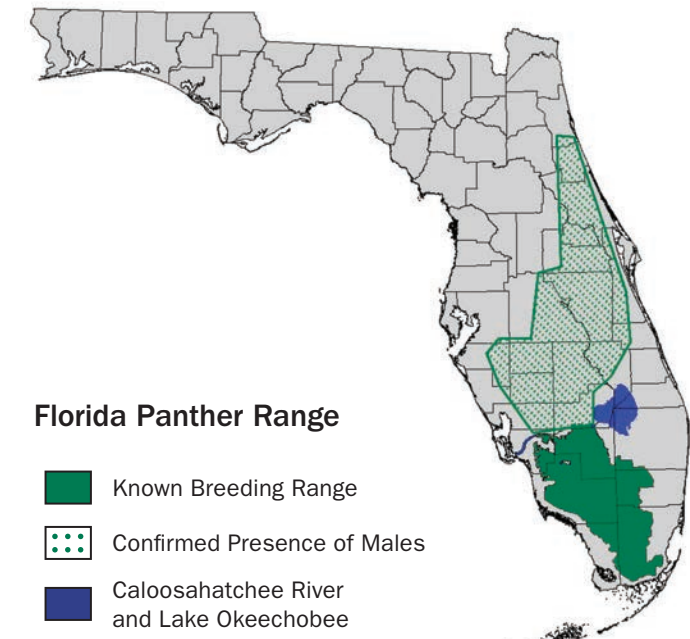 Florida Panther Range
Known Breeding Range
Confirmed Presence of Males
Caloosahatchee River
and Lake Okeechobee